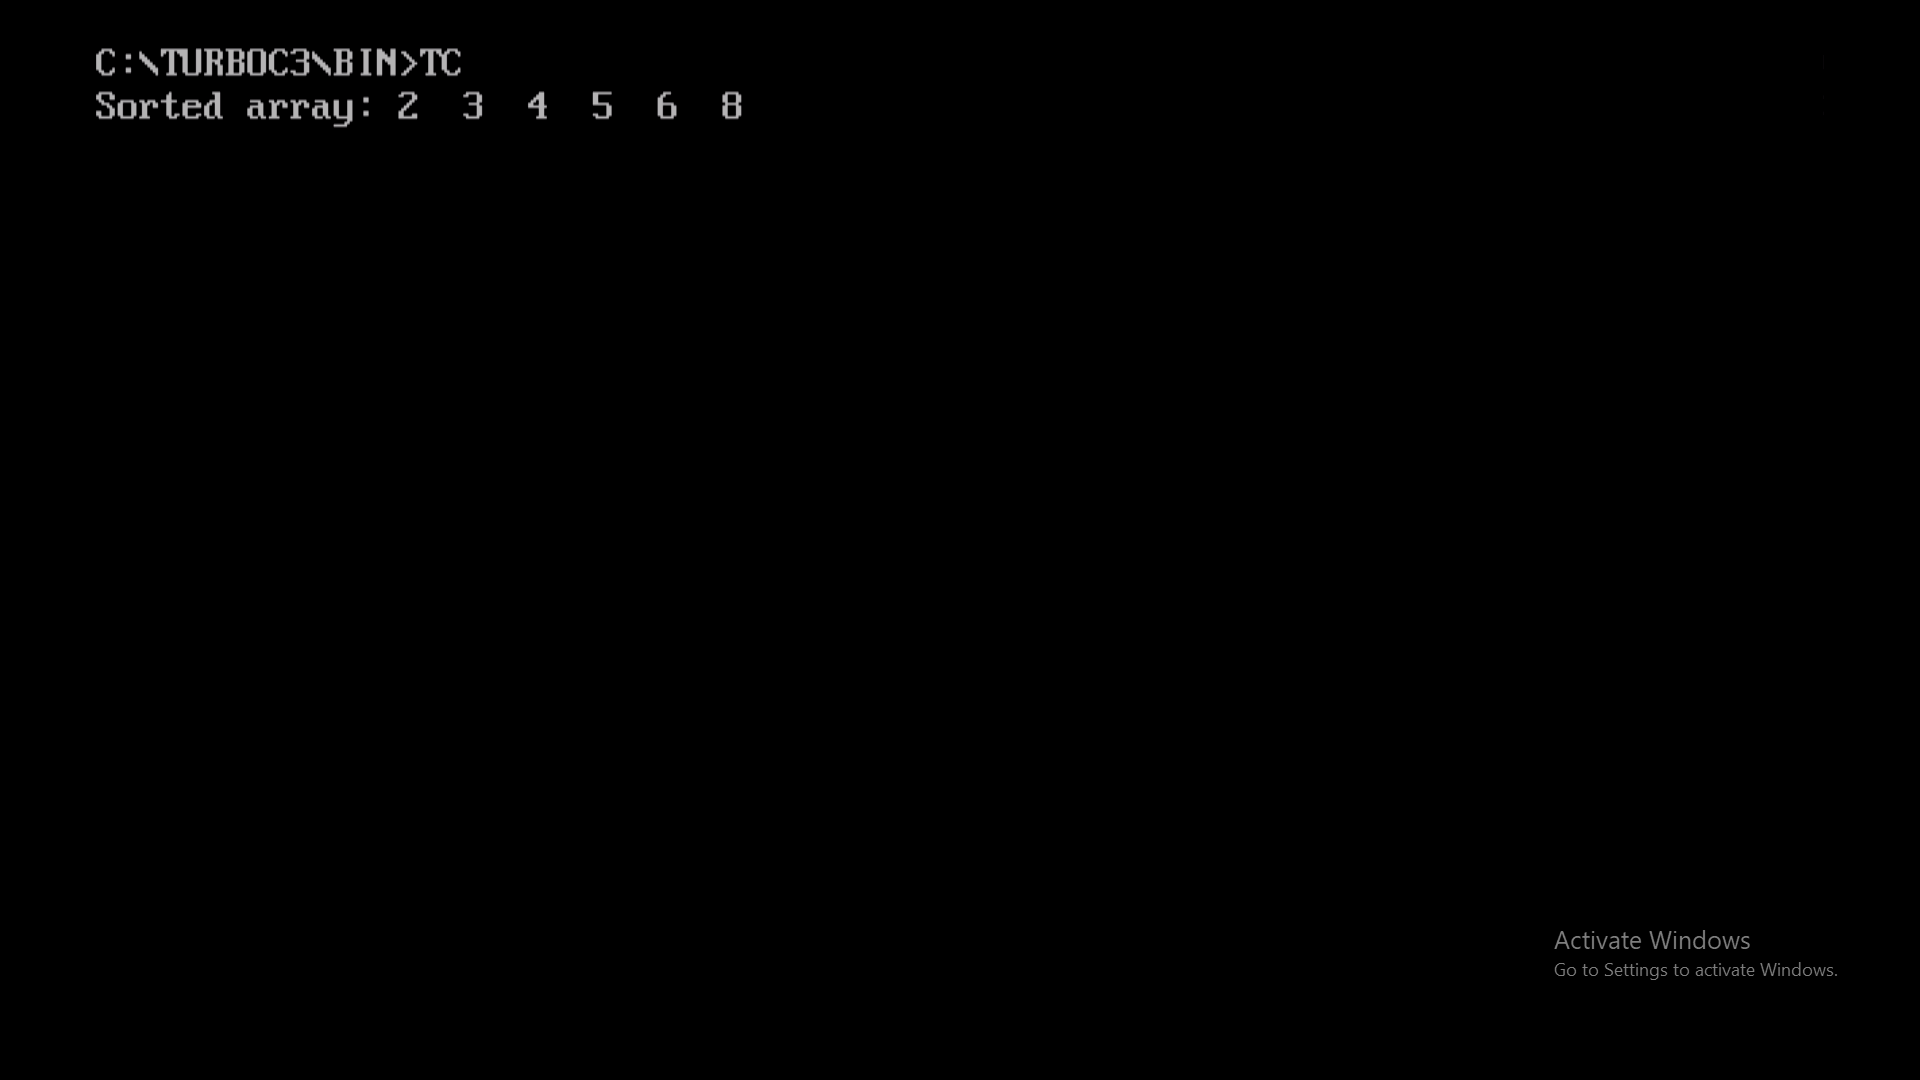 C:\TURBOC3\BIN>TC
Sorted array: 2  3  4  5  6  8
Activate Windows
Go to Settings to activate Windows.